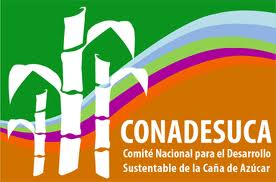 CONADESUCA
Comité Nacional para el Desarrollo
Sustentable de la Caña de Azúcar